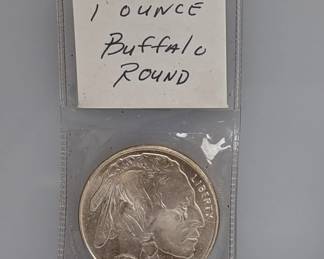 1 OUNCE
Buffalo
ROUND
LIBERTY